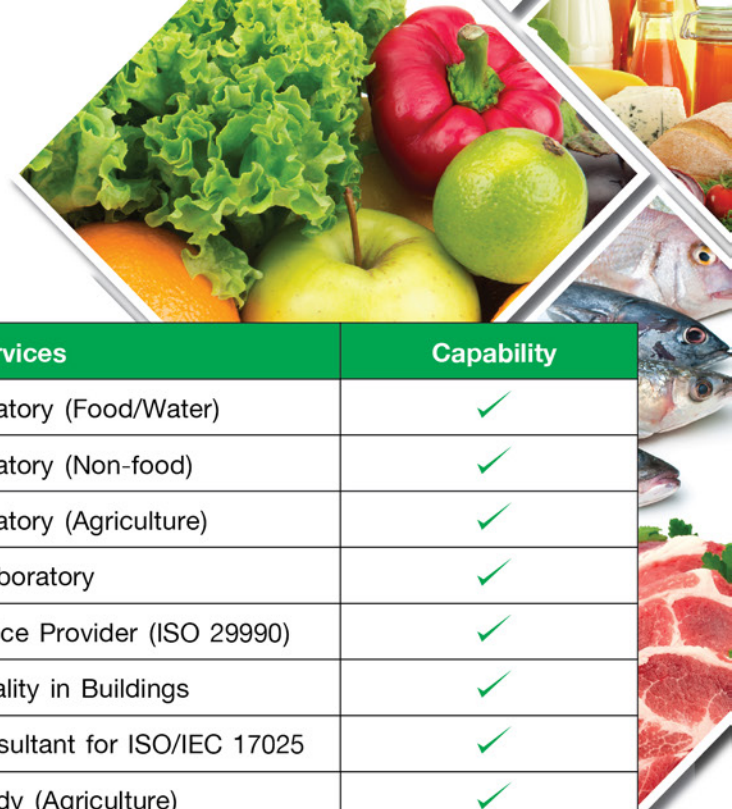 rvices Capability
atory (Food/Water) ✓
atory (Non-food) ✓
atory (Agriculture) ✓
boratory ✓
ce Provider (ISO 29990) ✓
ality in Buildings ✓
sultant for ISO/IEC 17025 ✓
dy (Agriculture) ✓